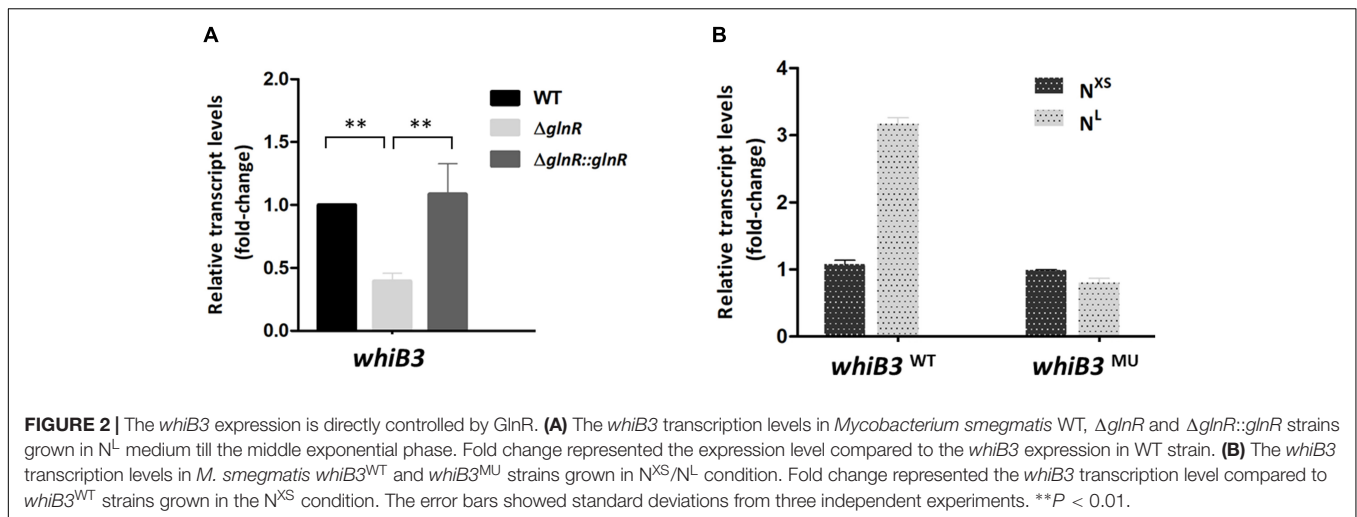 A
Relative transcript levels
(fold-change)
2.0
1.5
1.0
0.5
0.0
**
**
WT
ΔglnR
ΔglnR::glnR
whiB3
B
Relative transcript levels
(fold-change)
4
3
2
1
0
N^XS
N^L
whiB3 ^WT
whiB3 ^MU
FIGURE 2 | The whiB3 expression is directly controlled by GlnR. (A) The whiB3 transcription levels in Mycobacterium smegmatis WT, ΔglnR and ΔglnR::glnR strains
grown in N^L medium till the middle exponential phase. Fold change represented the expression level compared to the whiB3 expression in WT strain. (B) The whiB3
transcription levels in M. smegmatis whiB3^WT and whiB3^MU strains grown in N^XS/N^L condition. Fold change represented the whiB3 transcription level compared to
whiB3^WT strains grown in the N^XS condition. The error bars showed standard deviations from three independent experiments. **P < 0.01.